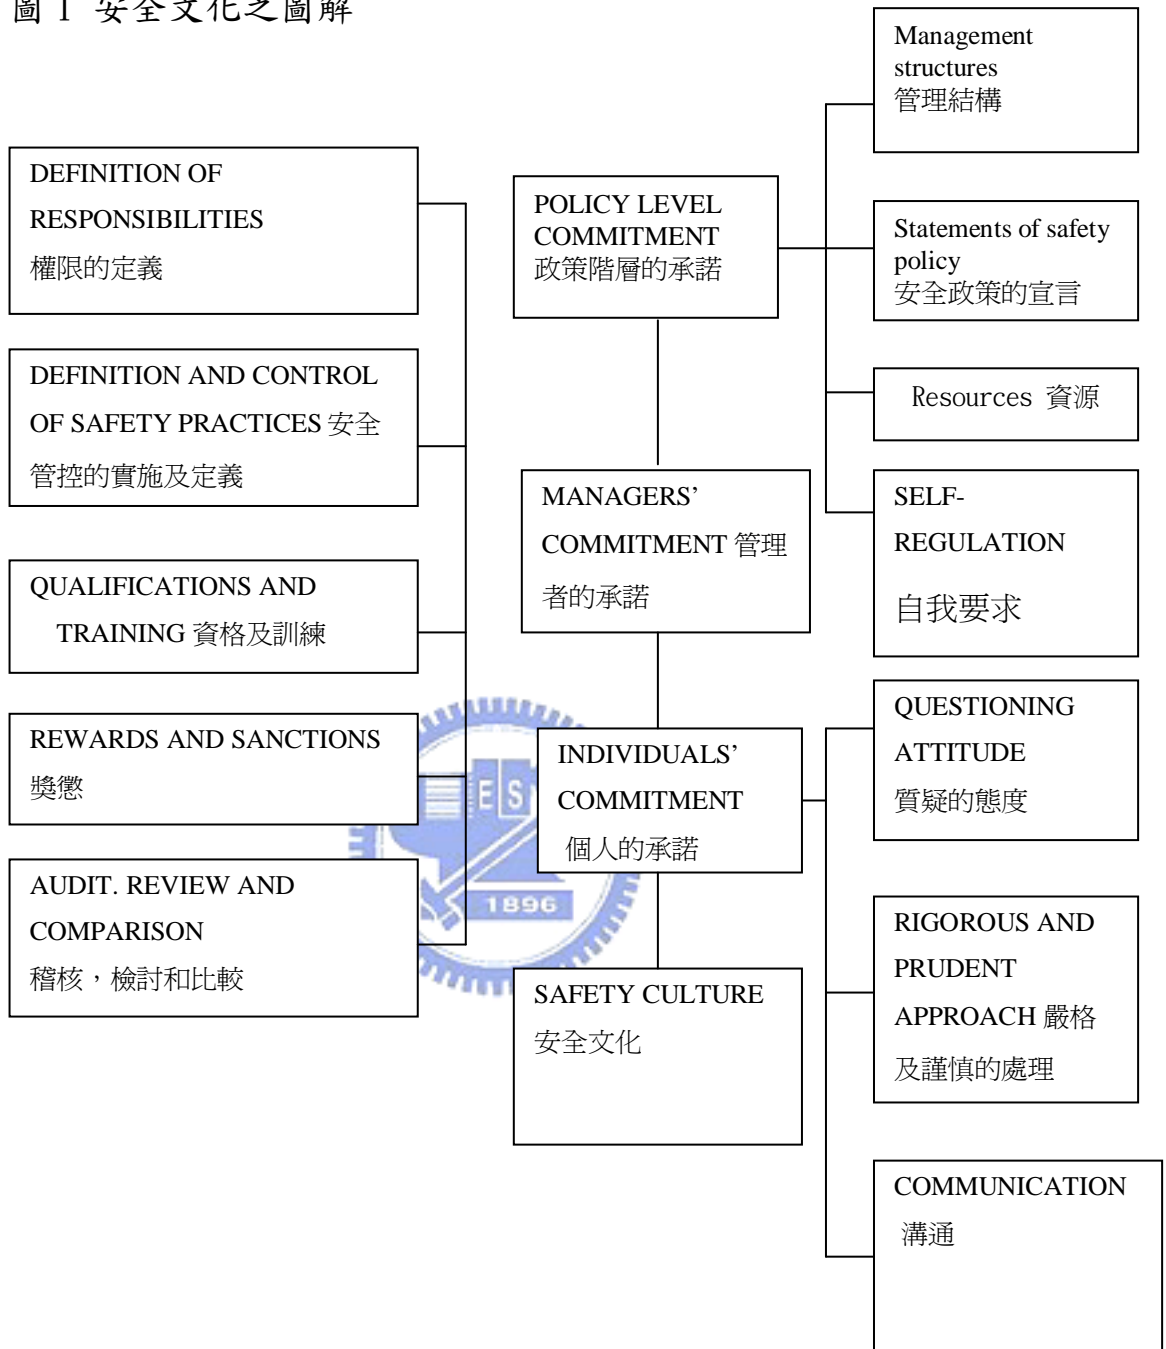 圖 1 安全文化之圖解
Management
structures
管理結構
DEFINITION OF
RESPONSIBILITIES
權限的定義
POLICY LEVEL
COMMITMENT
政策階層的承諾
Statements of safety
policy
安全政策的宣言
DEFINITION AND CONTROL
OF SAFETY PRACTICES 安全
管控的實施及定義
Resources 資源
MANAGERS’
COMMITMENT 管理
者的承諾
SELF-
REGULATION
自我要求
QUALIFICATIONS AND
TRAINING 資格及訓練
REWARDS AND SANCTIONS
獎懲
INDIVIDUALS’
COMMITMENT
個人的承諾
QUESTIONING
ATTITUDE
質疑的態度
ES
1896
AUDIT. REVIEW AND
COMPARISON
稽核，檢討和比較
SAFETY CULTURE
安全文化
RIGOROUS AND
PRUDENT
APPROACH 嚴格
及謹慎的處理
COMMUNICATION
溝通